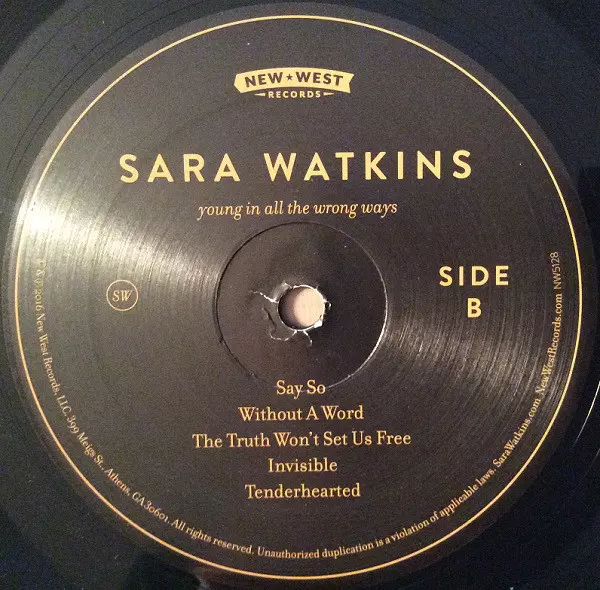 NEW★WEST
RECORDS
SARA WATKINS
young in all the wrong ways
SW
SIDE
B
Say So
Without A Word
The Truth Won't Set Us Free
Invisible
Tenderhearted
℗ & © 2016 New West Records, LLC. 399 Meigs St., Athens, GA 30601. All rights reserved. Unauthorized duplication is a violation of applicable laws. SaraWatkins.com NewWestRecords.com NW5128